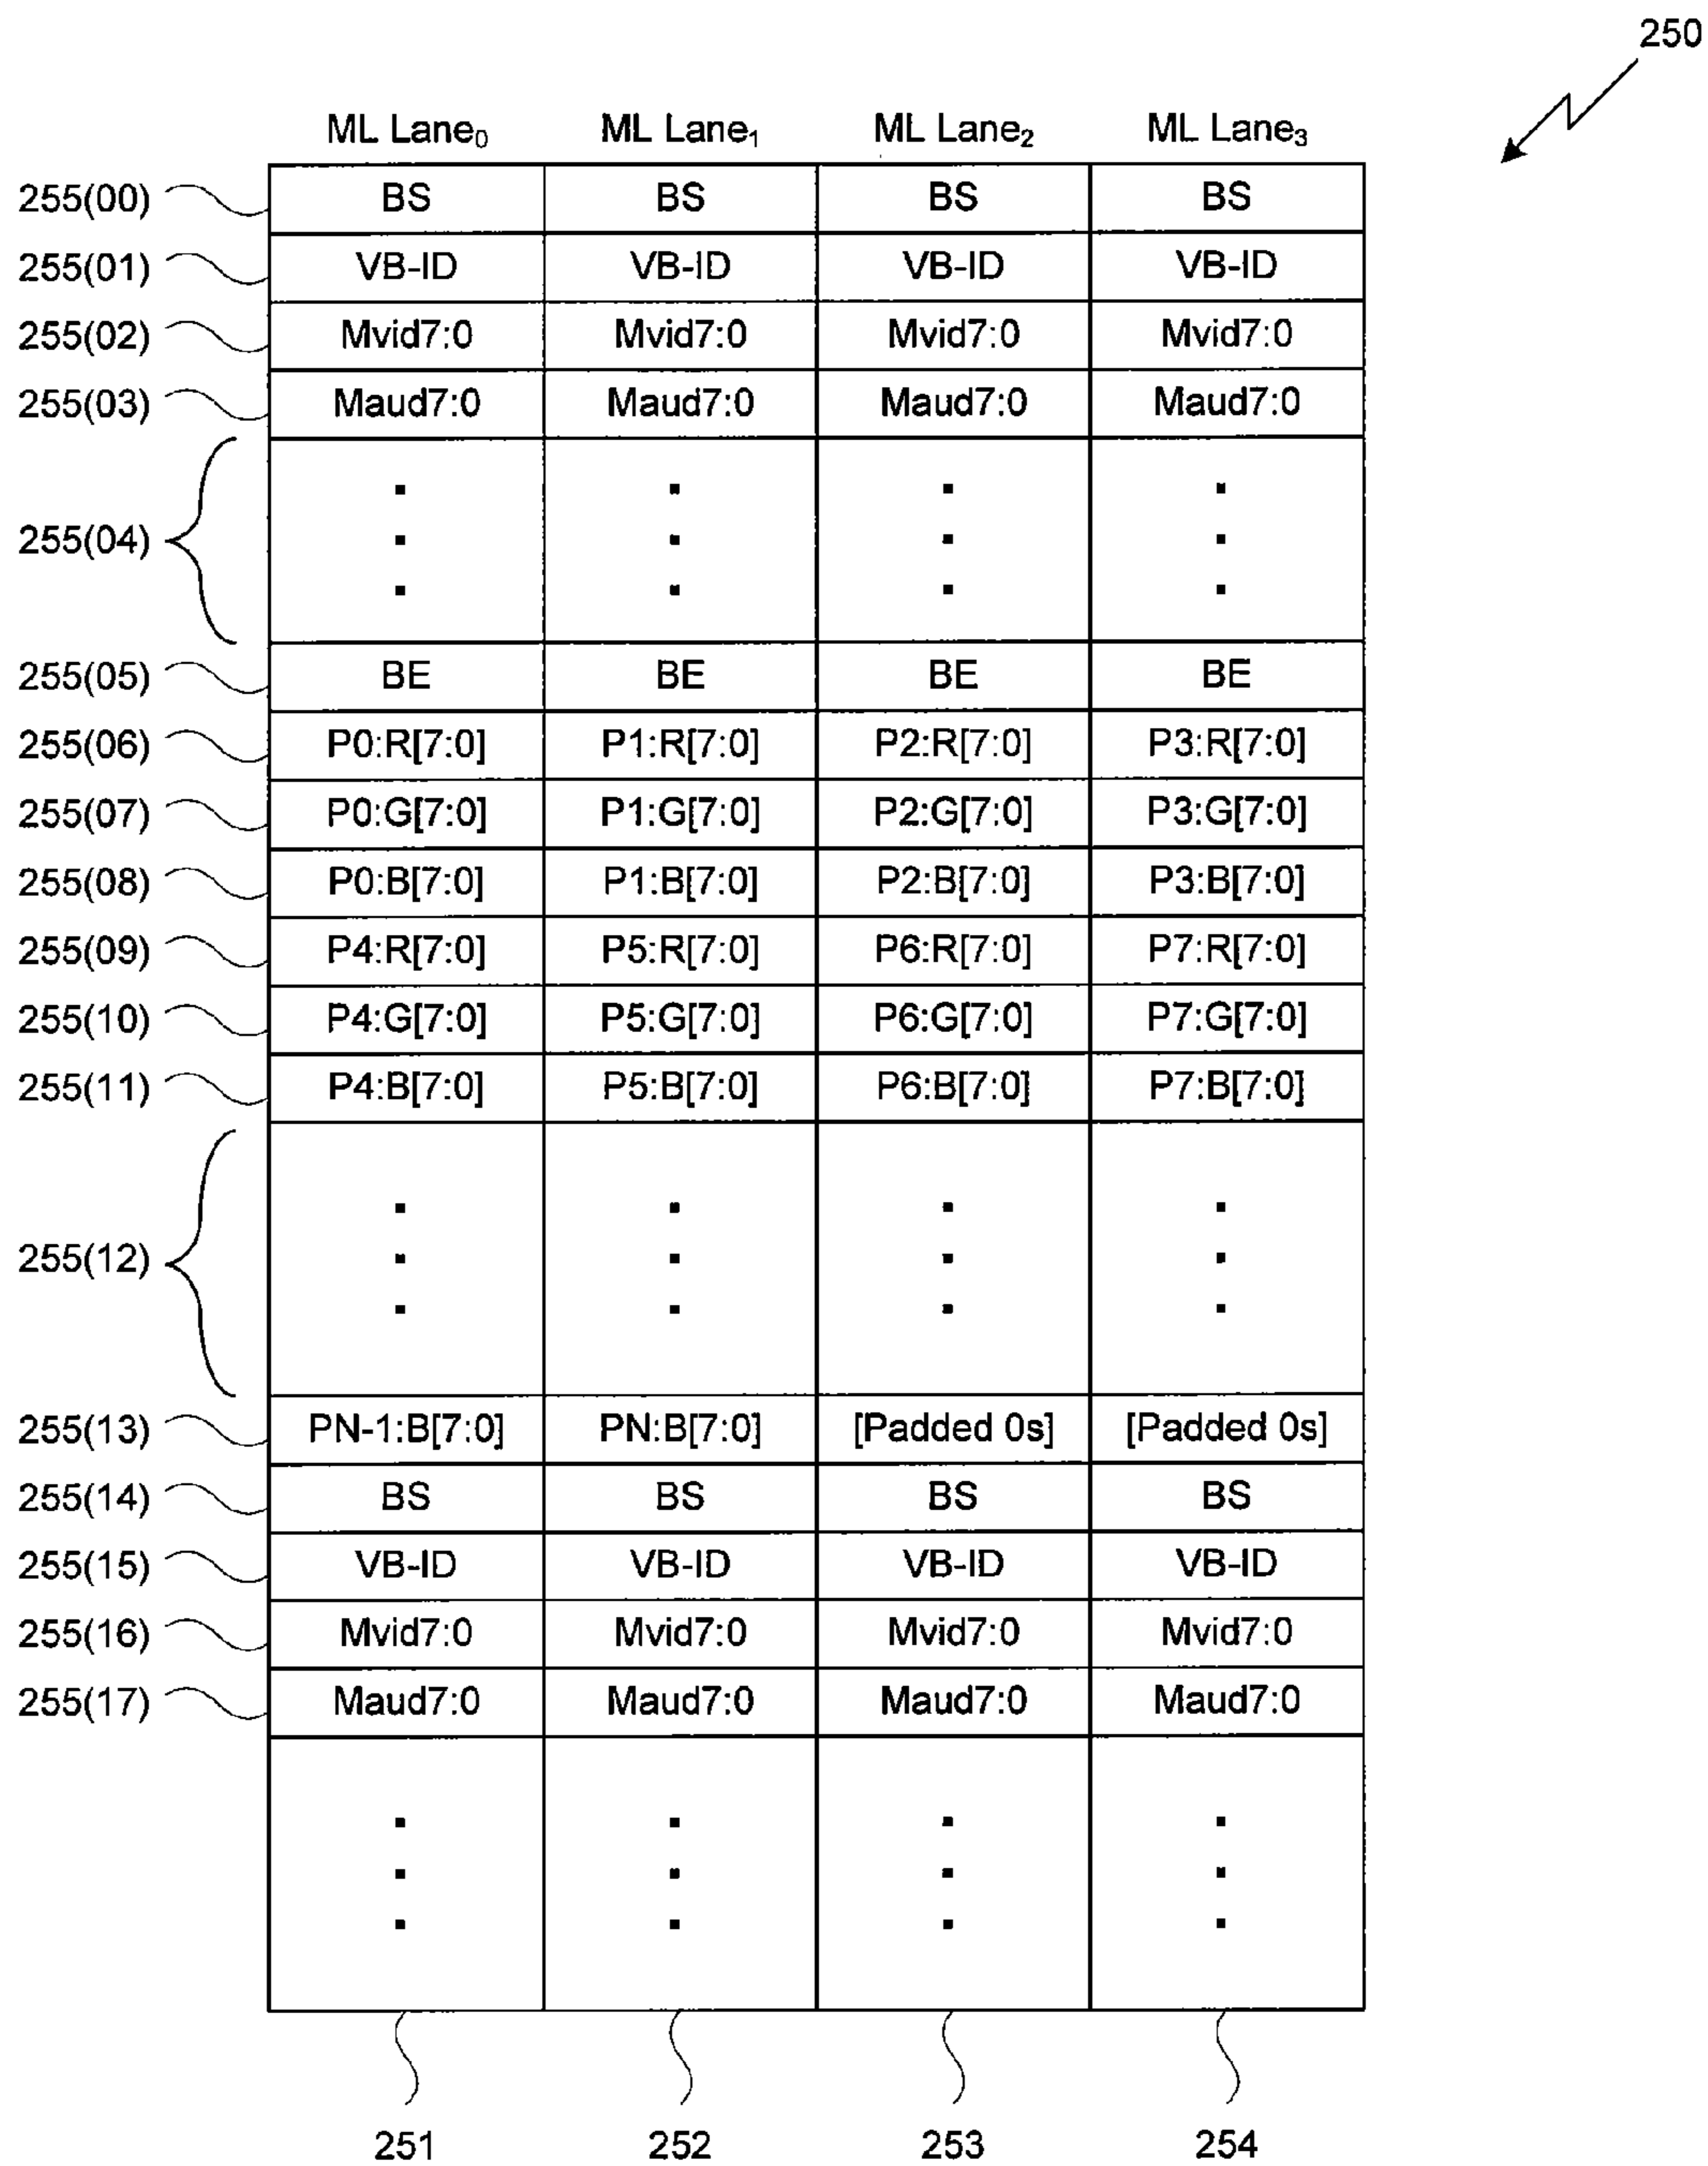 250
ML Lane0 ML Lane1 ML Lane2 ML Lane3
255(00) BS BS BS BS
255(01) VB-ID VB-ID VB-ID VB-ID
255(02) Mvid7:0 Mvid7:0 Mvid7:0 Mvid7:0
255(03) Maud7:0 Maud7:0 Maud7:0 Maud7:0
255(04)
255(05) BE BE BE BE
255(06) P0:R[7:0] P1:R[7:0] P2:R[7:0] P3:R[7:0]
255(07) P0:G[7:0] P1:G[7:0] P2:G[7:0] P3:G[7:0]
255(08) P0:B[7:0] P1:B[7:0] P2:B[7:0] P3:B[7:0]
255(09) P4:R[7:0] P5:R[7:0] P6:R[7:0] P7:R[7:0]
255(10) P4:G[7:0] P5:G[7:0] P6:G[7:0] P7:G[7:0]
255(11) P4:B[7:0] P5:B[7:0] P6:B[7:0] P7:B[7:0]
255(12)
255(13) PN-1:B[7:0] PN:B[7:0] [Padded 0s] [Padded 0s]
255(14) BS BS BS BS
255(15) VB-ID VB-ID VB-ID VB-ID
255(16) Mvid7:0 Mvid7:0 Mvid7:0 Mvid7:0
255(17) Maud7:0 Maud7:0 Maud7:0 Maud7:0
251 252 253 254